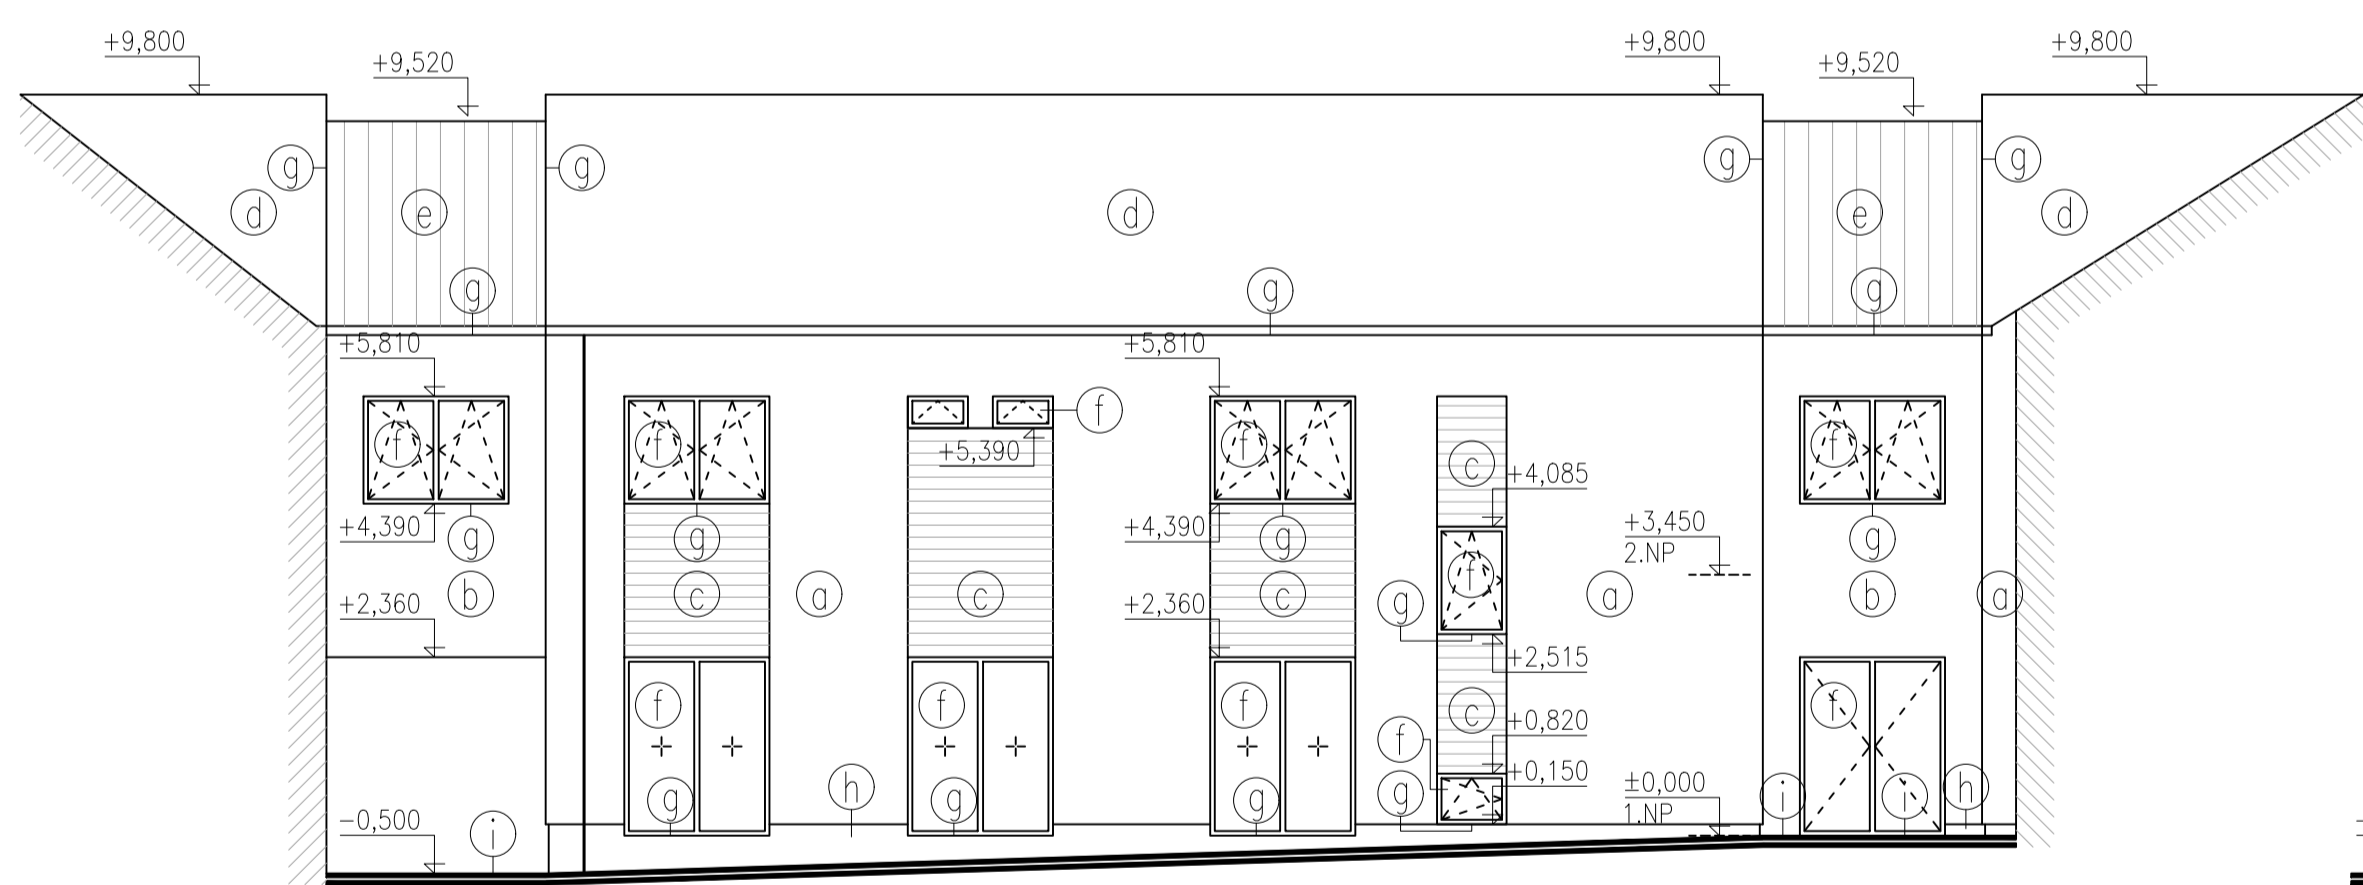 +9,800
+9,800
+9,800
+9,520
+9,520
g
g
g
g
d
e
d
e
d
g
g
g
+5,810
+5,810
f
f
f
f
f
+5,390
c
+4,085
+4,390
g
g
+4,390
g
+3,450
2.NP
g
f
b
c
a
c
c
g
a
b
a
+2,360
+2,360
+2,515
f
f
f
c
f
+0,820
f
+0,150
±0,000
1.NP
g
g
g
h
g
i
i
h
-0,500
i